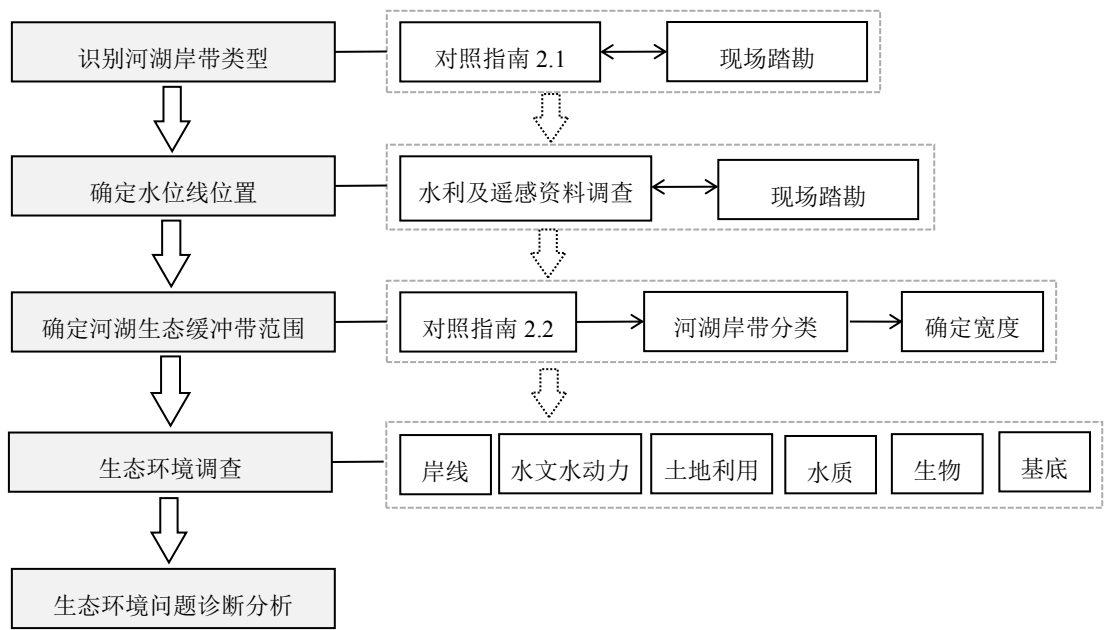 识别河湖岸带类型
对照指南 2.1
现场踏勘
确定水位线位置
水利及遥感资料调查
现场踏勘
确定河湖生态缓冲带范围
对照指南 2.2
河湖岸带分类
确定宽度
生态环境调查
岸线
水文水动力
土地利用
水质
生物
基底
生态环境问题诊断分析